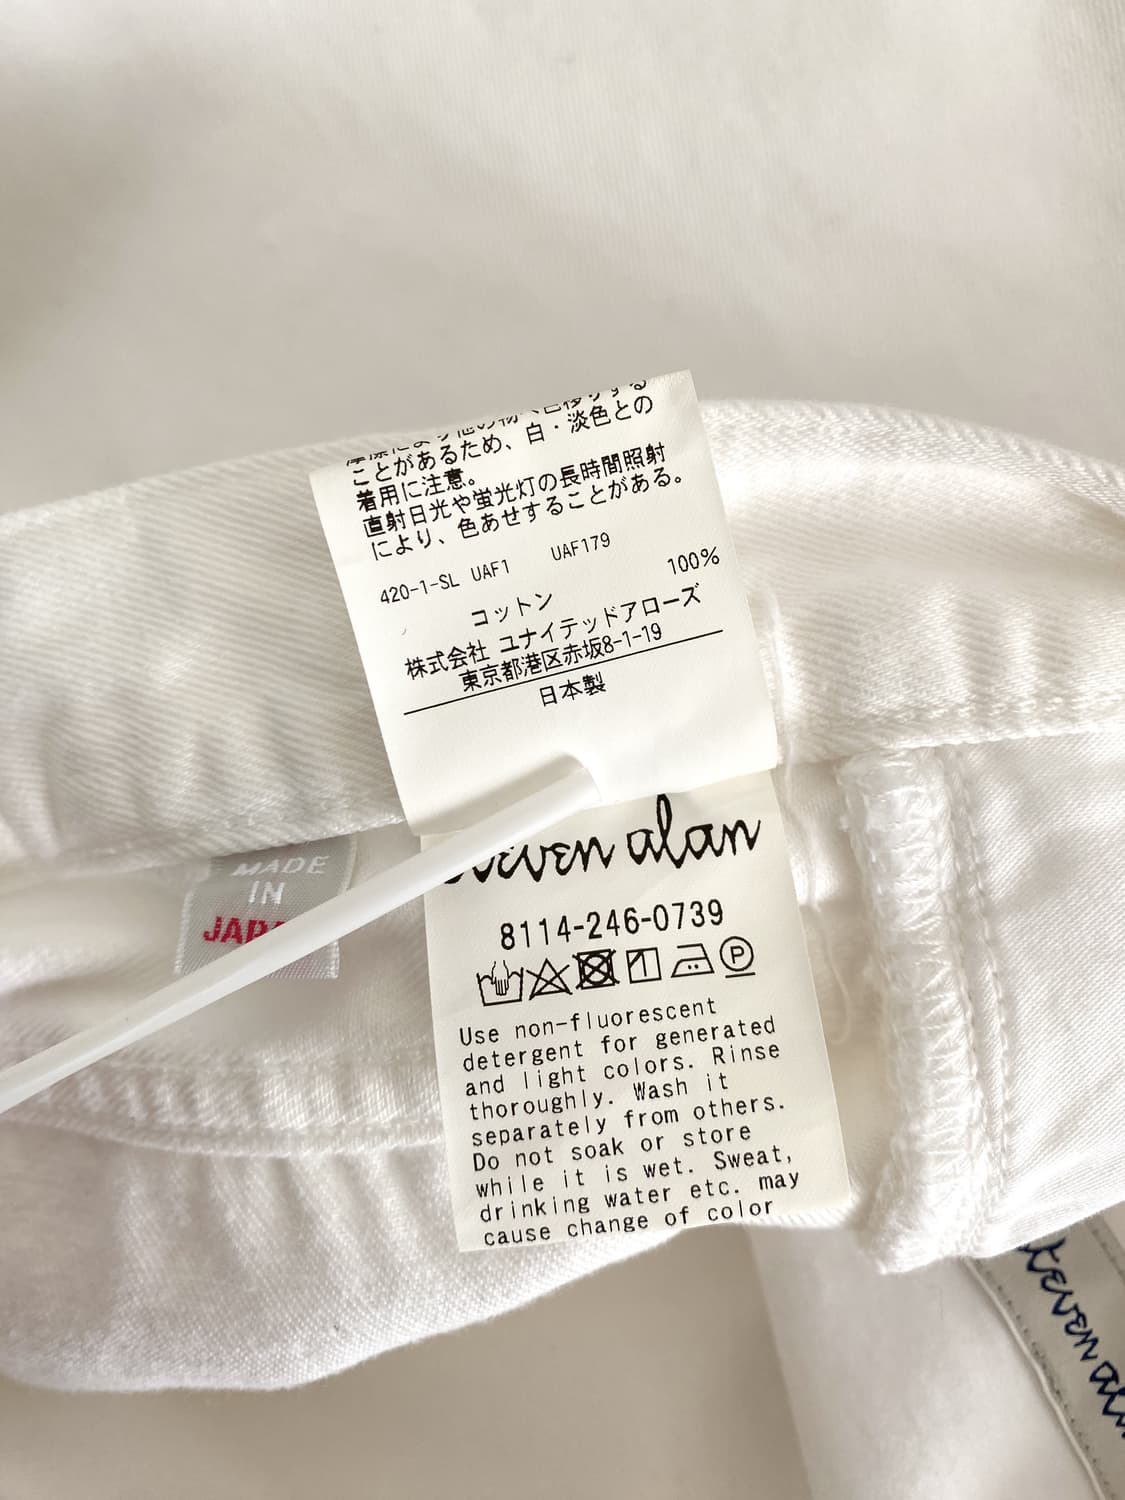 ことがあるため、白・淡色との
着用に注意。
直射日光や蛍光灯の長時間照射
により、色あせすることがある。
420-1-SL UAF1 UAF179
コットン 100%
株式会社 ユナイテッドアローズ
東京都港区赤坂8-1-19
日本製
steven alan
8114-246-0739
P
Use non-fluorescent
detergent for generated
and light colors. Rinse
thoroughly. Wash it
separately from others.
Do not soak or store
while it is wet. Sweat,
drinking water etc. may
cause change of color
MADE
IN
JAPAN
steven alan